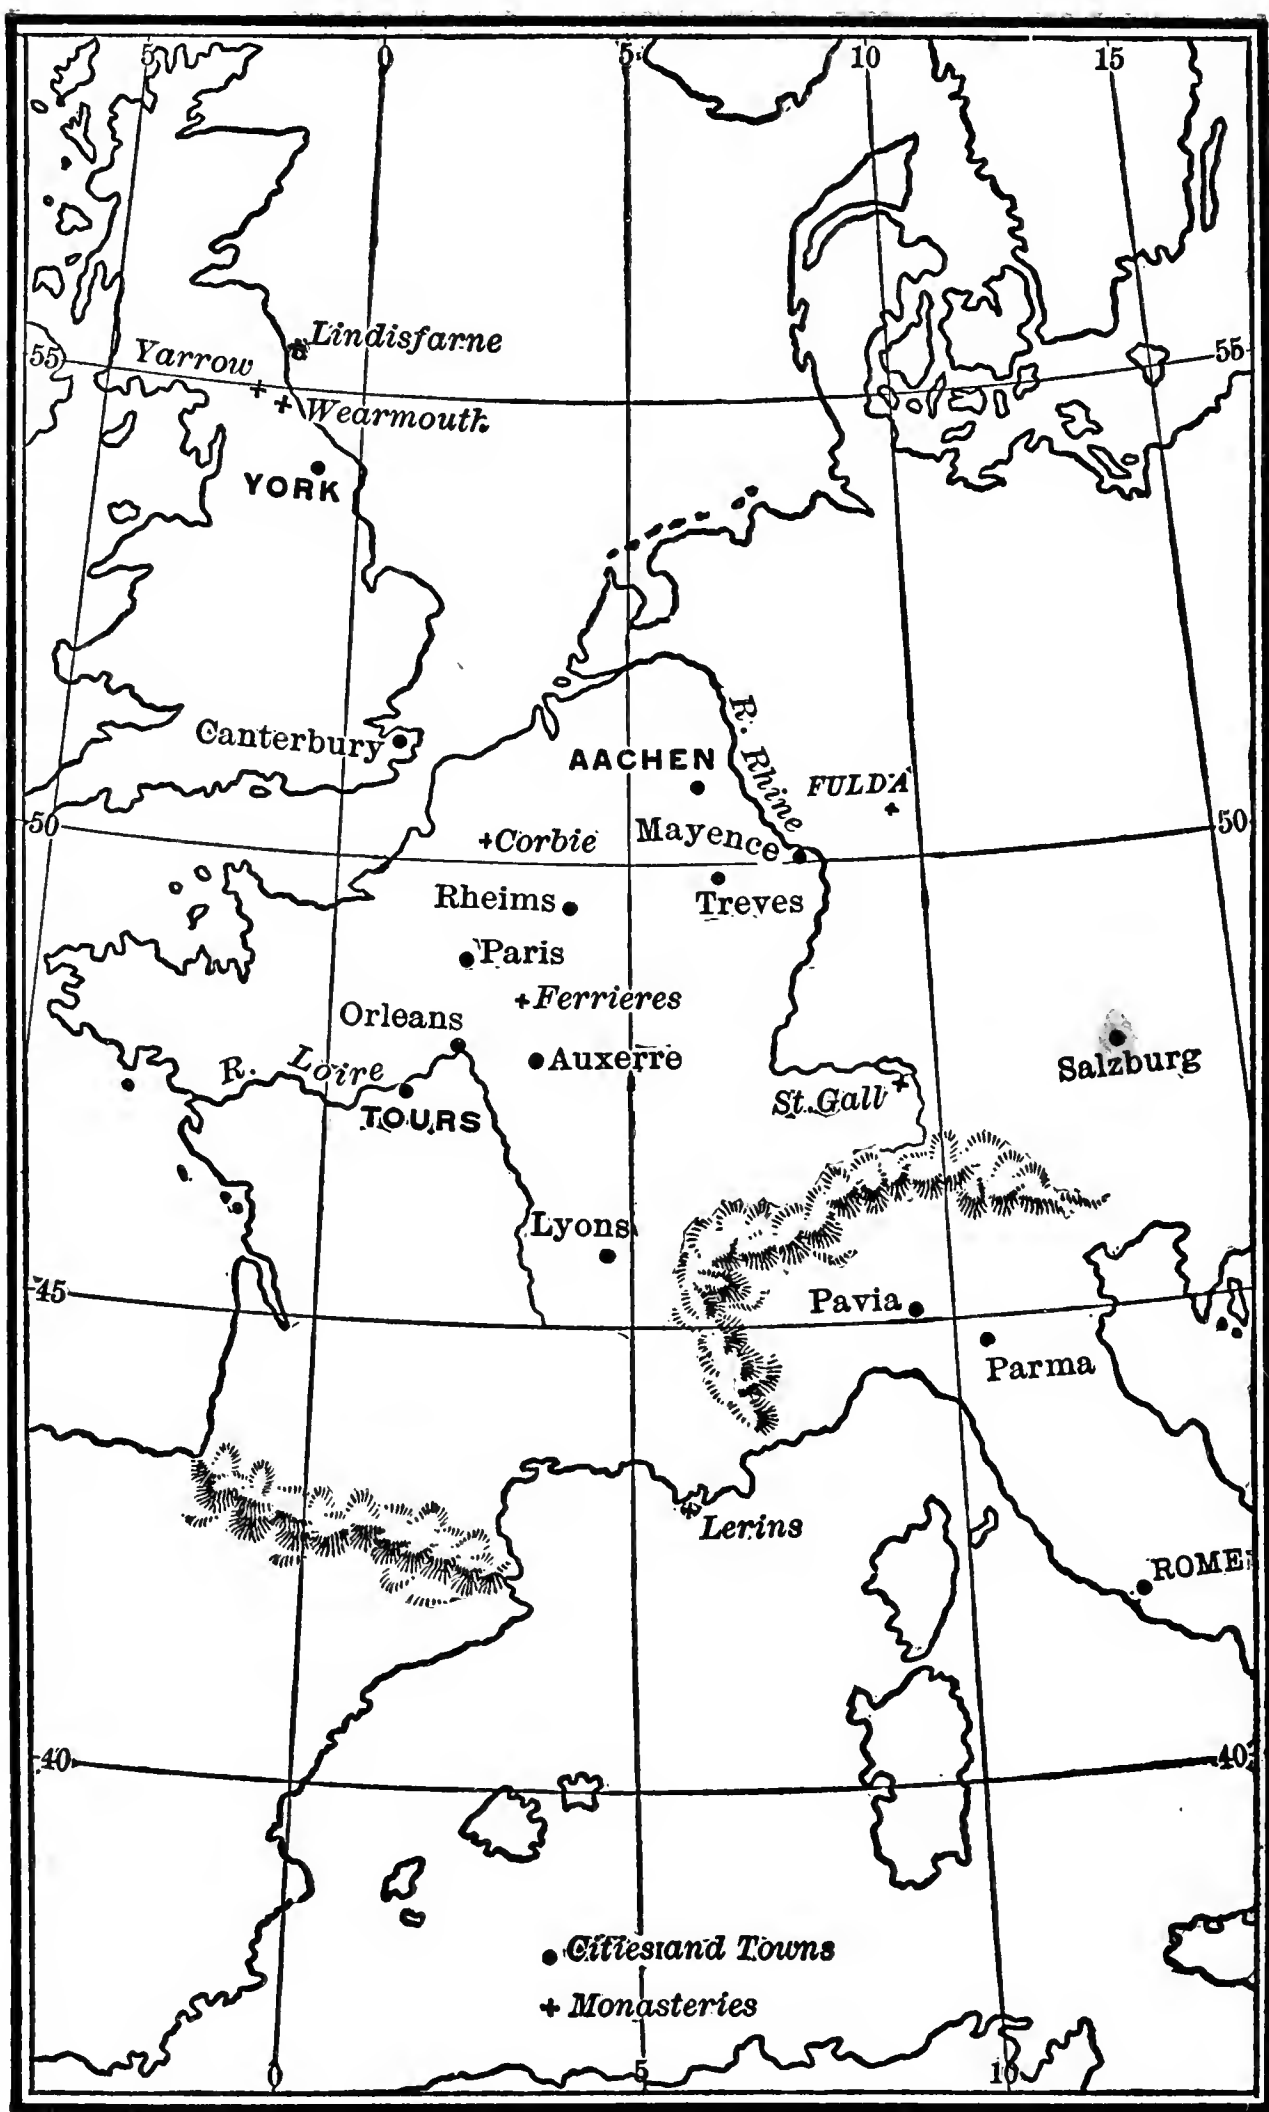 5 0 5 10 15
Lindisfarne
55 Yarrow 55
Wearmouth
YORK
R. Rhine
Canterbury
AACHEN
FULDA
50 Corbie Mayence 50
Rheims Treves
Paris
Ferrieres
Orleans
Auxerre
R. Loire
Salzburg
St. Gall
TOURS
Lyons
45 Pavia
Parma
Lerins
ROME
40 40
Cities and Towns
Monasteries
0 5 10